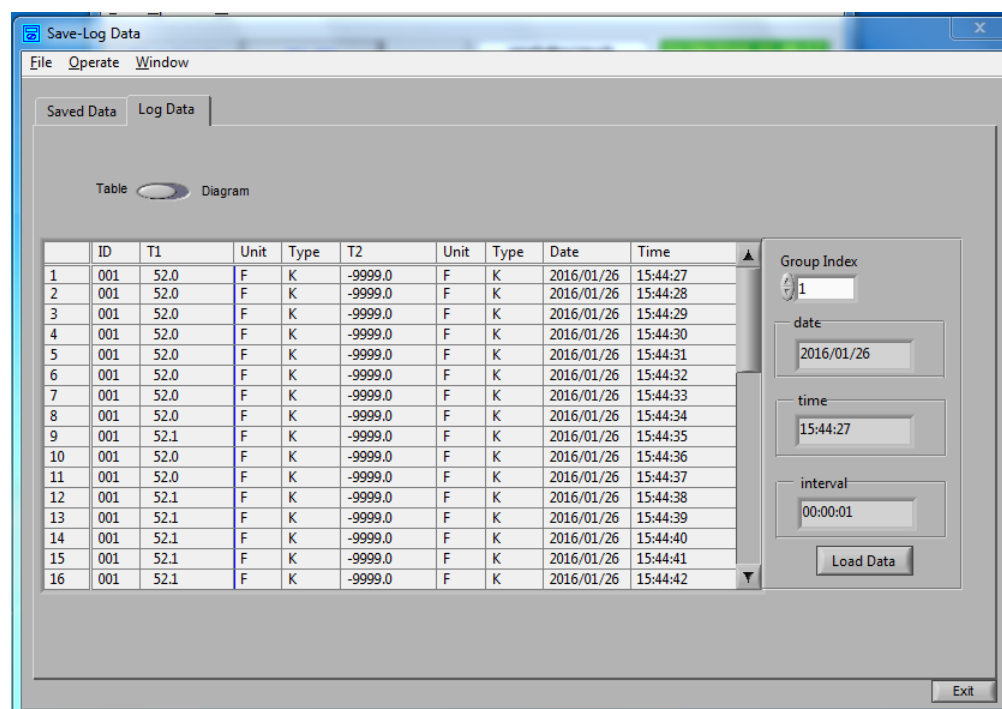 Save-Log Data
File Operate Window
Saved Data Log Data
Table Diagram
ID T1 Unit Type T2 Unit Type Date Time
1 001 52.0 F K -9999.0 F K 2016/01/26 15:44:27
2 001 52.0 F K -9999.0 F K 2016/01/26 15:44:28
3 001 52.0 F K -9999.0 F K 2016/01/26 15:44:29
4 001 52.0 F K -9999.0 F K 2016/01/26 15:44:30
5 001 52.0 F K -9999.0 F K 2016/01/26 15:44:31
6 001 52.0 F K -9999.0 F K 2016/01/26 15:44:32
7 001 52.0 F K -9999.0 F K 2016/01/26 15:44:33
8 001 52.0 F K -9999.0 F K 2016/01/26 15:44:34
9 001 52.1 F K -9999.0 F K 2016/01/26 15:44:35
10 001 52.0 F K -9999.0 F K 2016/01/26 15:44:36
11 001 52.0 F K -9999.0 F K 2016/01/26 15:44:37
12 001 52.1 F K -9999.0 F K 2016/01/26 15:44:38
13 001 52.1 F K -9999.0 F K 2016/01/26 15:44:39
14 001 52.1 F K -9999.0 F K 2016/01/26 15:44:40
15 001 52.1 F K -9999.0 F K 2016/01/26 15:44:41
16 001 52.1 F K -9999.0 F K 2016/01/26 15:44:42
Group Index
1
date
2016/01/26
time
15:44:27
interval
00:00:01
Load Data
Exit